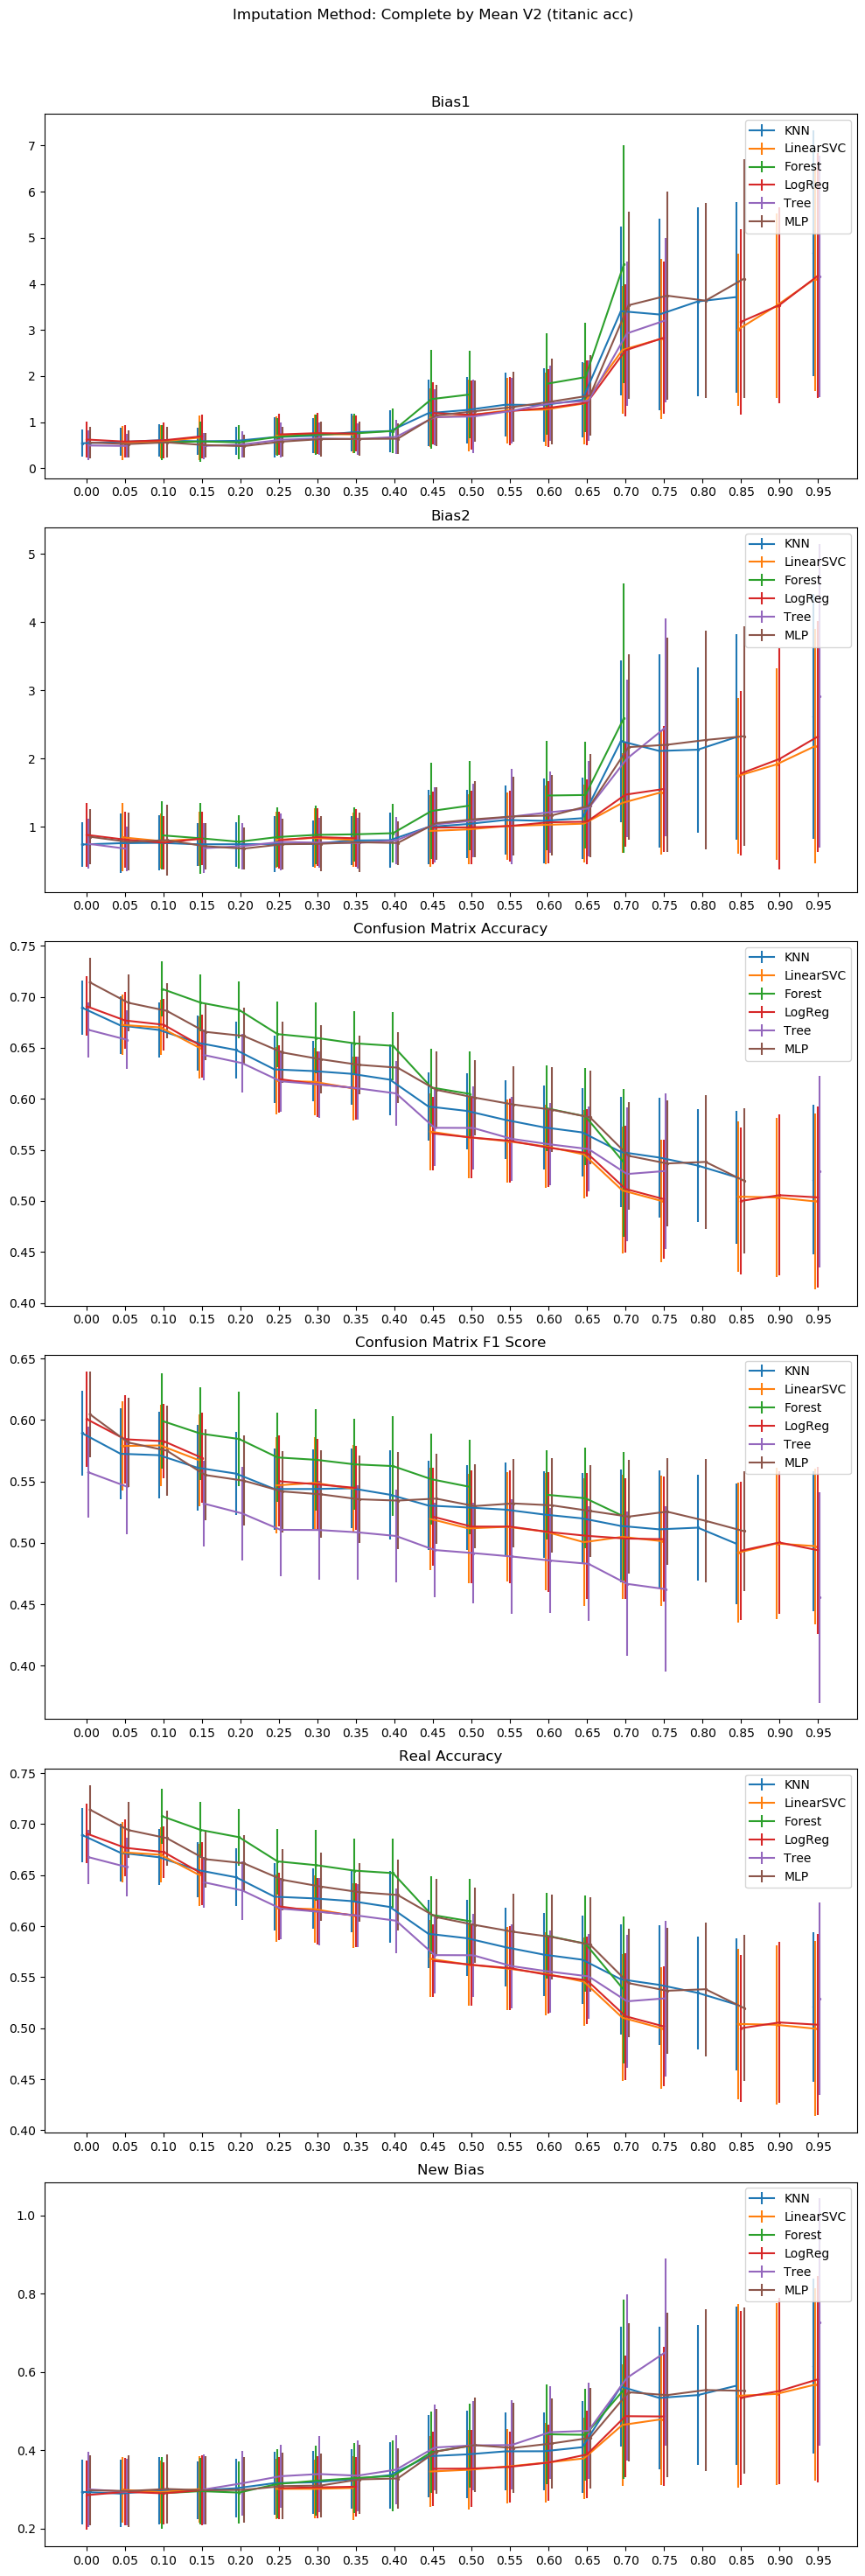 Imputation Method: Complete by Mean V2 (titanic acc)
Bias1
7
6
5
4
3
2
1
0
KNN
LinearSVC
Forest
LogReg
Tree
MLP
0.00 0.05 0.10 0.15 0.20 0.25 0.30 0.35 0.40 0.45 0.50 0.55 0.60 0.65 0.70 0.75 0.80 0.85 0.90 0.95
Bias2
5
4
3
2
1
KNN
LinearSVC
Forest
LogReg
Tree
MLP
0.00 0.05 0.10 0.15 0.20 0.25 0.30 0.35 0.40 0.45 0.50 0.55 0.60 0.65 0.70 0.75 0.80 0.85 0.90 0.95
Confusion Matrix Accuracy
0.75
0.70
0.65
0.60
0.55
0.50
0.45
0.40
KNN
LinearSVC
Forest
LogReg
Tree
MLP
0.00 0.05 0.10 0.15 0.20 0.25 0.30 0.35 0.40 0.45 0.50 0.55 0.60 0.65 0.70 0.75 0.80 0.85 0.90 0.95
Confusion Matrix F1 Score
0.65
0.60
0.55
0.50
0.45
0.40
KNN
LinearSVC
Forest
LogReg
Tree
MLP
0.00 0.05 0.10 0.15 0.20 0.25 0.30 0.35 0.40 0.45 0.50 0.55 0.60 0.65 0.70 0.75 0.80 0.85 0.90 0.95
Real Accuracy
0.75
0.70
0.65
0.60
0.55
0.50
0.45
0.40
KNN
LinearSVC
Forest
LogReg
Tree
MLP
0.00 0.05 0.10 0.15 0.20 0.25 0.30 0.35 0.40 0.45 0.50 0.55 0.60 0.65 0.70 0.75 0.80 0.85 0.90 0.95
New Bias
1.0
0.8
0.6
0.4
0.2
KNN
LinearSVC
Forest
LogReg
Tree
MLP
0.00 0.05 0.10 0.15 0.20 0.25 0.30 0.35 0.40 0.45 0.50 0.55 0.60 0.65 0.70 0.75 0.80 0.85 0.90 0.95